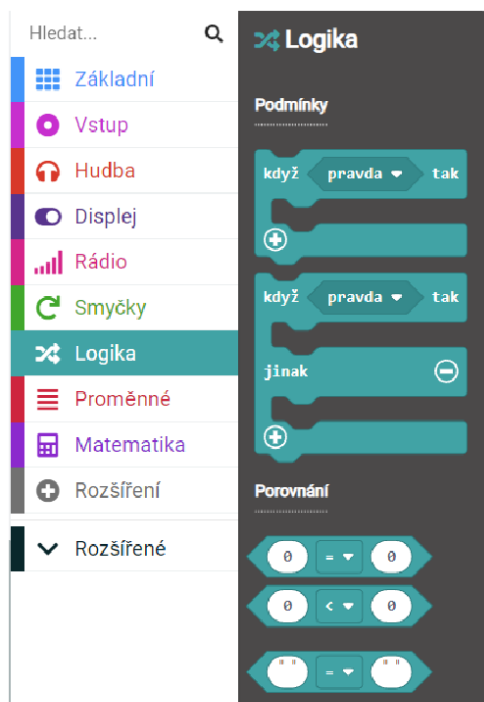 Hledat...
Základní
Vstup
Hudba
Displej
Rádio
Smyčky
Logika
Proměnné
Matematika
Rozšíření
Rozšířené
Logika
Podmínky
když pravda tak
když pravda tak
jinak
Porovnání
0 = 0
0 < 0
" " = " "